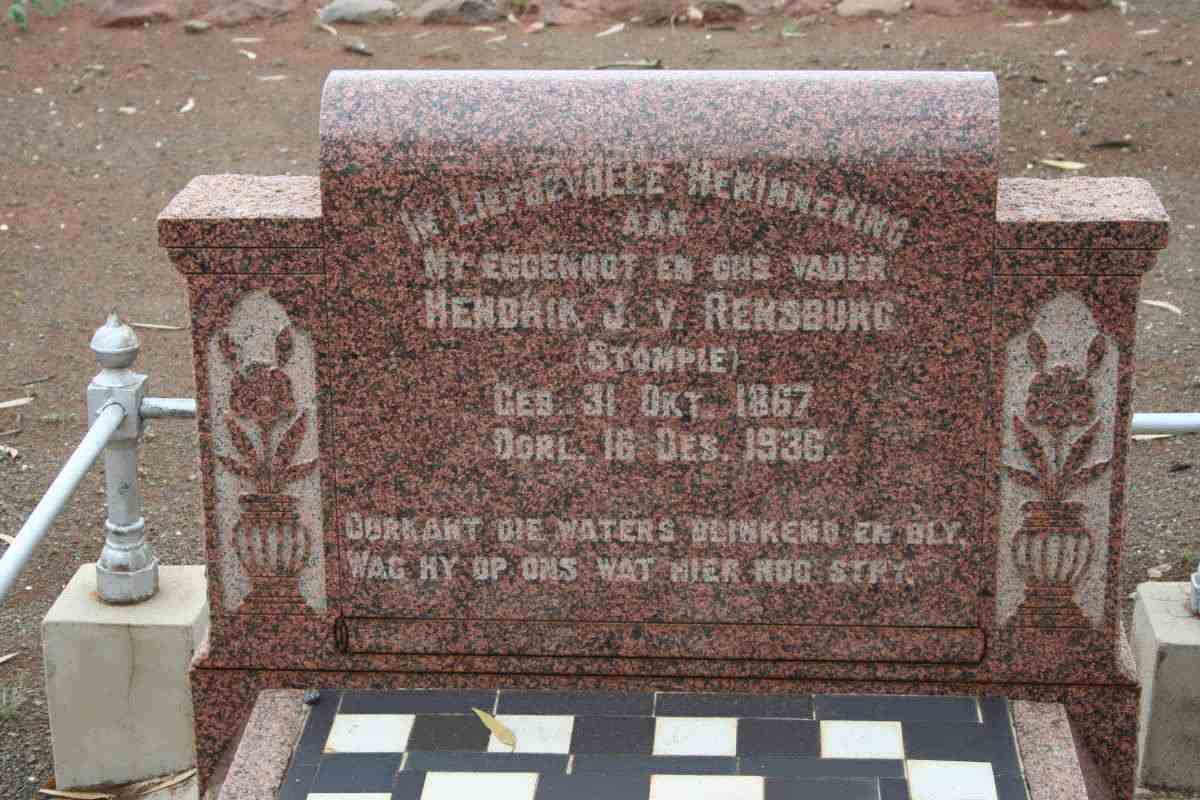 IN LIEFDEVOLLE HERINNERING
AAN
MY EGGENOOT EN ONS VADER
HENDRIK J. V. RENSBURG
(STOMPIE)
GEB. 31 OKT. 1867
OORL. 16 DES. 1936.
OORKANT DIE WATERS BLINKEND EN BLY,
WAG HY OP ONS WAT HIER NOG STRY.